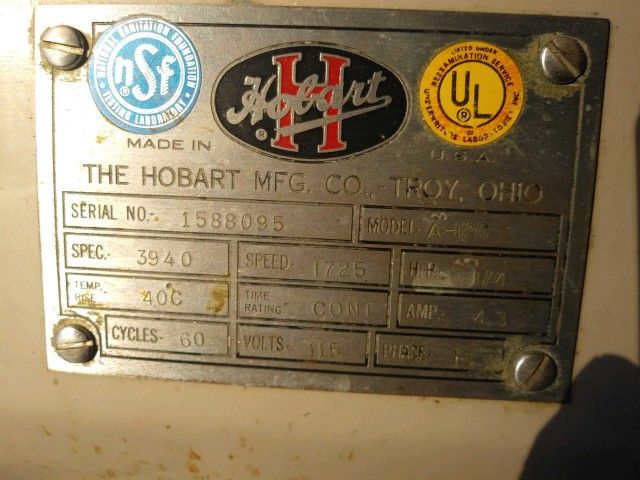 NATIONAL SANITATION FOUNDATION
nsf
®
TESTING LABORATORY
H
Hobart
®
LISTED UNDER
REEXAMINATION SERVICE
UL
®
OF
UNDERWRITERS LABORATORIES, INC.
MADE IN U.S.A.
THE HOBART MFG. CO., - TROY, OHIO
SERIAL NO.- 1588095 MODEL- A-120
SPEC. 3940 SPEED- 1725 H.P. 1/4
TEMP. RISE 40C TIME RATING CONT AMP. 4.3
CYCLES- 60 VOLTS- 115 PHASE- 1